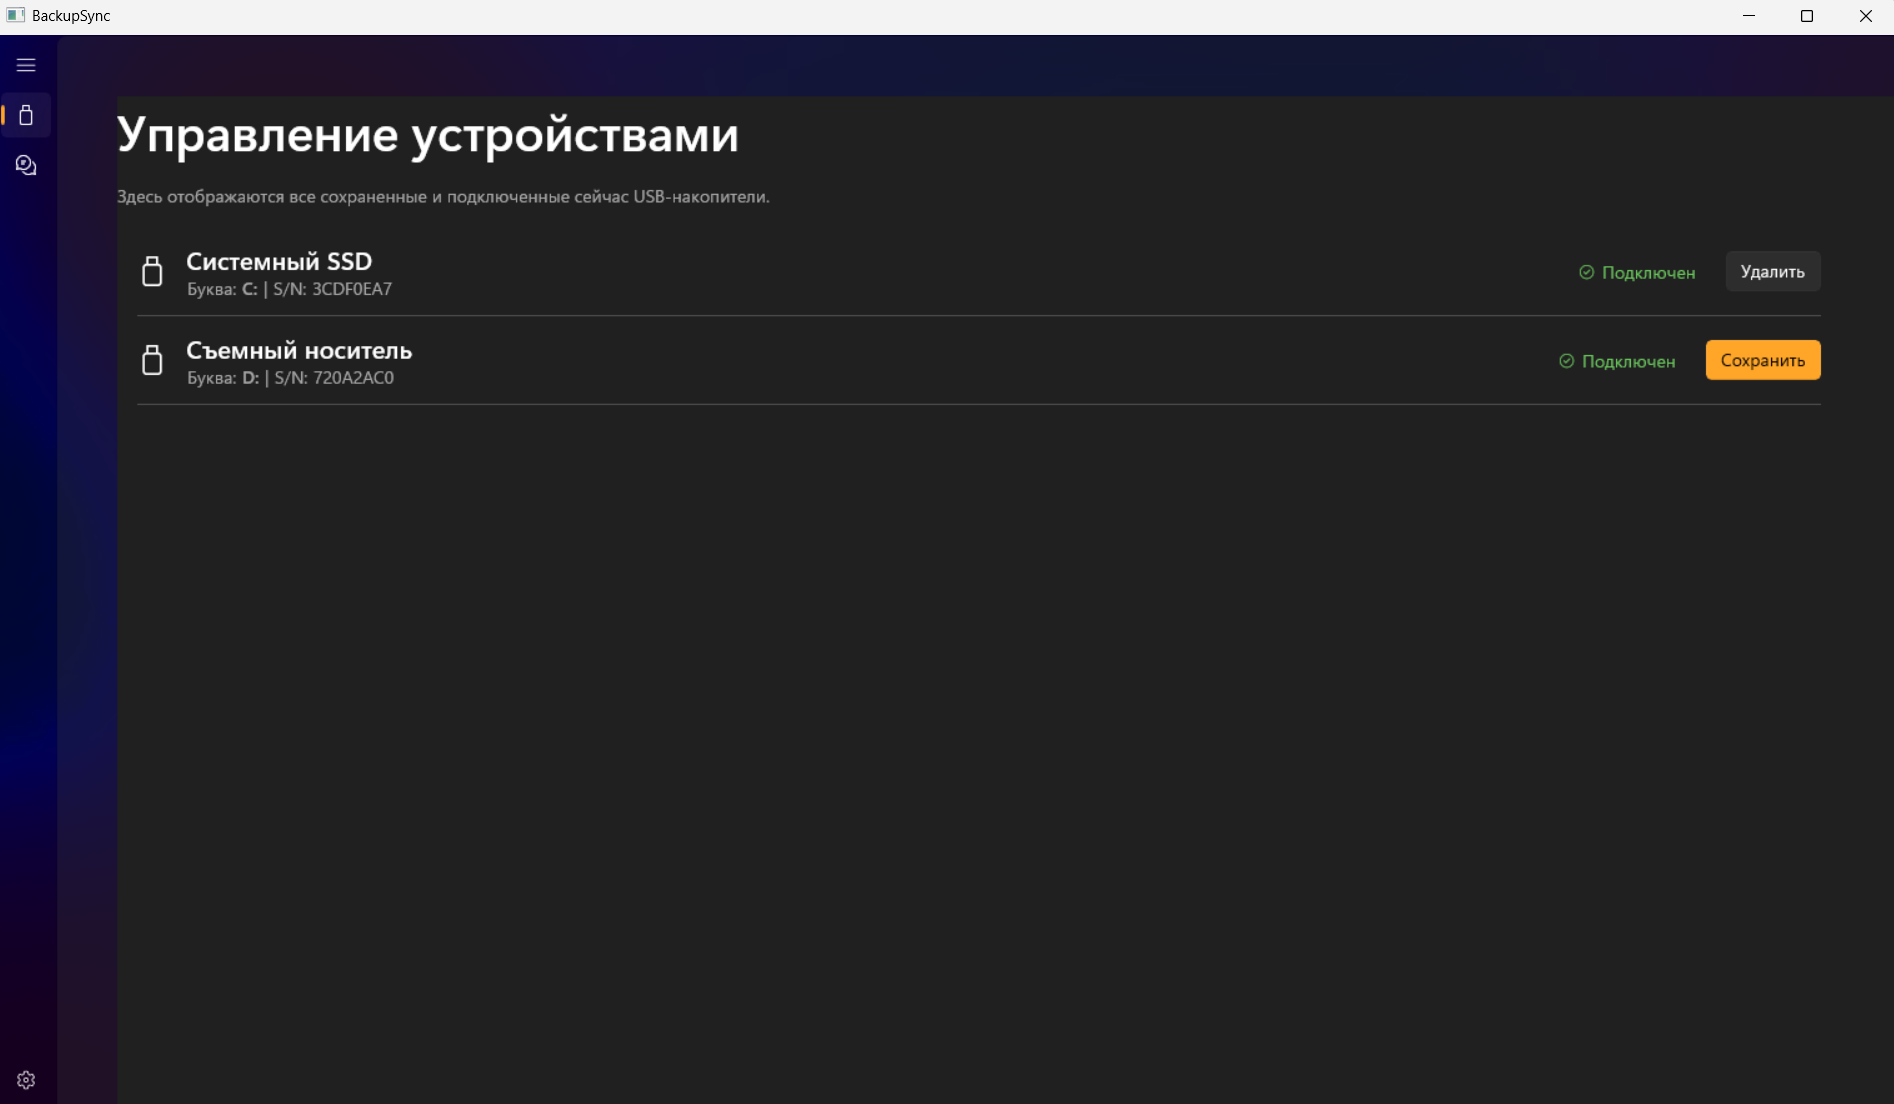 BackupSync
Управление устройствами
Здесь отображаются все сохраненные и подключенные сейчас USB-накопители.
Системный SSD
Буква: C: | S/N: 3CDF0EA7
Подключен
Удалить
Съемный носитель
Буква: D: | S/N: 720A2AC0
Подключен
Сохранить